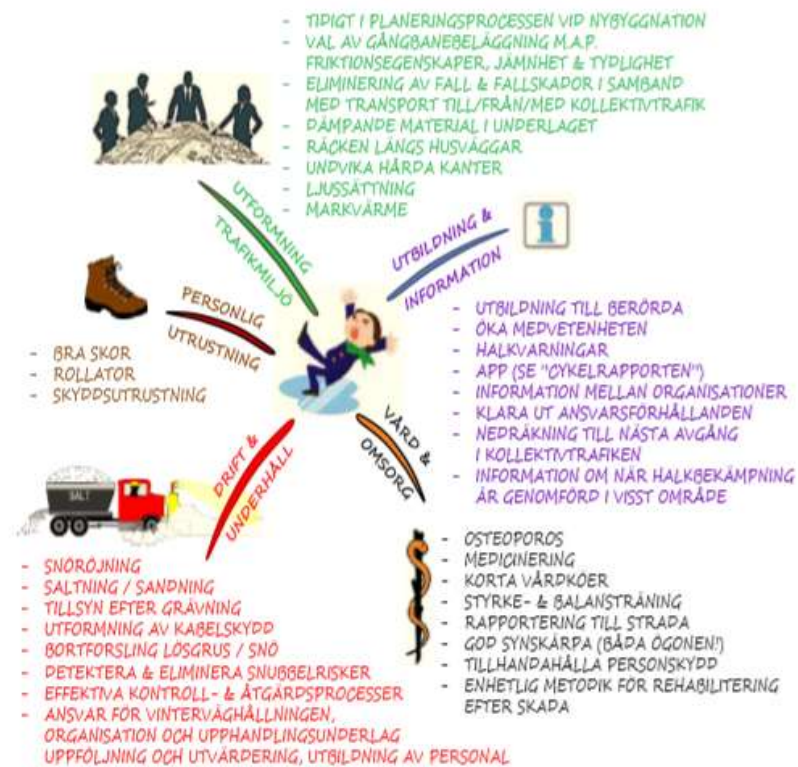 - TIDIGT I PLANERINGSPROCESSEN VID NYBYGGNATION
- VAL AV GÅNGBANEBELÄGGNING M.A.P.
FRIKTIONSEGENSKAPER, JÄMNHET & TYDLIGHET
- ELIMINERING AV FALL & FALLSKADOR I SAMBAND
MED TRANSPORT TILL/FRÅN/MED KOLLEKTIVTRAFIK
- DÄMPANDE MATERIAL I UNDERLAGET
- RÄCKEN LÄNGS HUSVÄGGAR
- UNDVIKA HÅRDA KANTER
- LJUSSÄTTNING
- MARKVÄRME
UTFORMNING
TRAFIKMILJÖ
UTBILDNING &
INFORMATION
i
- UTBILDNING TILL BERÖRDA
- ÖKA MEDVETENHETEN
- HALKVARNINGAR
- APP (SE "CYKELRAPPORTEN")
- INFORMATION MELLAN ORGANISATIONER
- KLARA UT ANSVARSFÖRHÅLLANDEN
- NEDRÄKNING TILL NÄSTA AVGÅNG
I KOLLEKTIVTRAFIKEN
- INFORMATION OM NÄR HALKBEKÄMPNING
ÄR GENOMFÖRD I VISST OMRÅDE
PERSONLIG
UTRUSTNING
- BRA SKOR
- ROLLATOR
- SKYDDSUTRUSTNING
VÅRD &
OMSORG
- OSTEOPOROS
- MEDICINERING
- KORTA VÅRDKÖER
- STYRKE- & BALANSTRÄNING
- RAPPORTERING TILL STRADA
- GOD SYNSKÄRPA (BÅDA ÖGONEN!)
- TILLHANDAHÅLLA PERSONSKYDD
- ENHETLIG METODIK FÖR REHABILITERING
EFTER SKADA
DRIFT &
UNDERHÅLL
SALT
- SNÖRÖJNING
- SALTNING / SANDNING
- TILLSYN EFTER GRÄVNING
- UTFORMNING AV KABELSKYDD
- BORTFORSLING LÖSGRUS / SNÖ
- DETEKTERA & ELIMINERA SNUBBELRISKER
- EFFEKTIVA KONTROLL- & ÅTGÄRDSPROCESSER
- ANSVAR FÖR VINTERVÄGHÅLLNINGEN,
ORGANISATION OCH UPPHANDLINGSUNDERLAG
UPPFÖLJNING OCH UTVÄRDERING, UTBILDNING AV PERSONAL